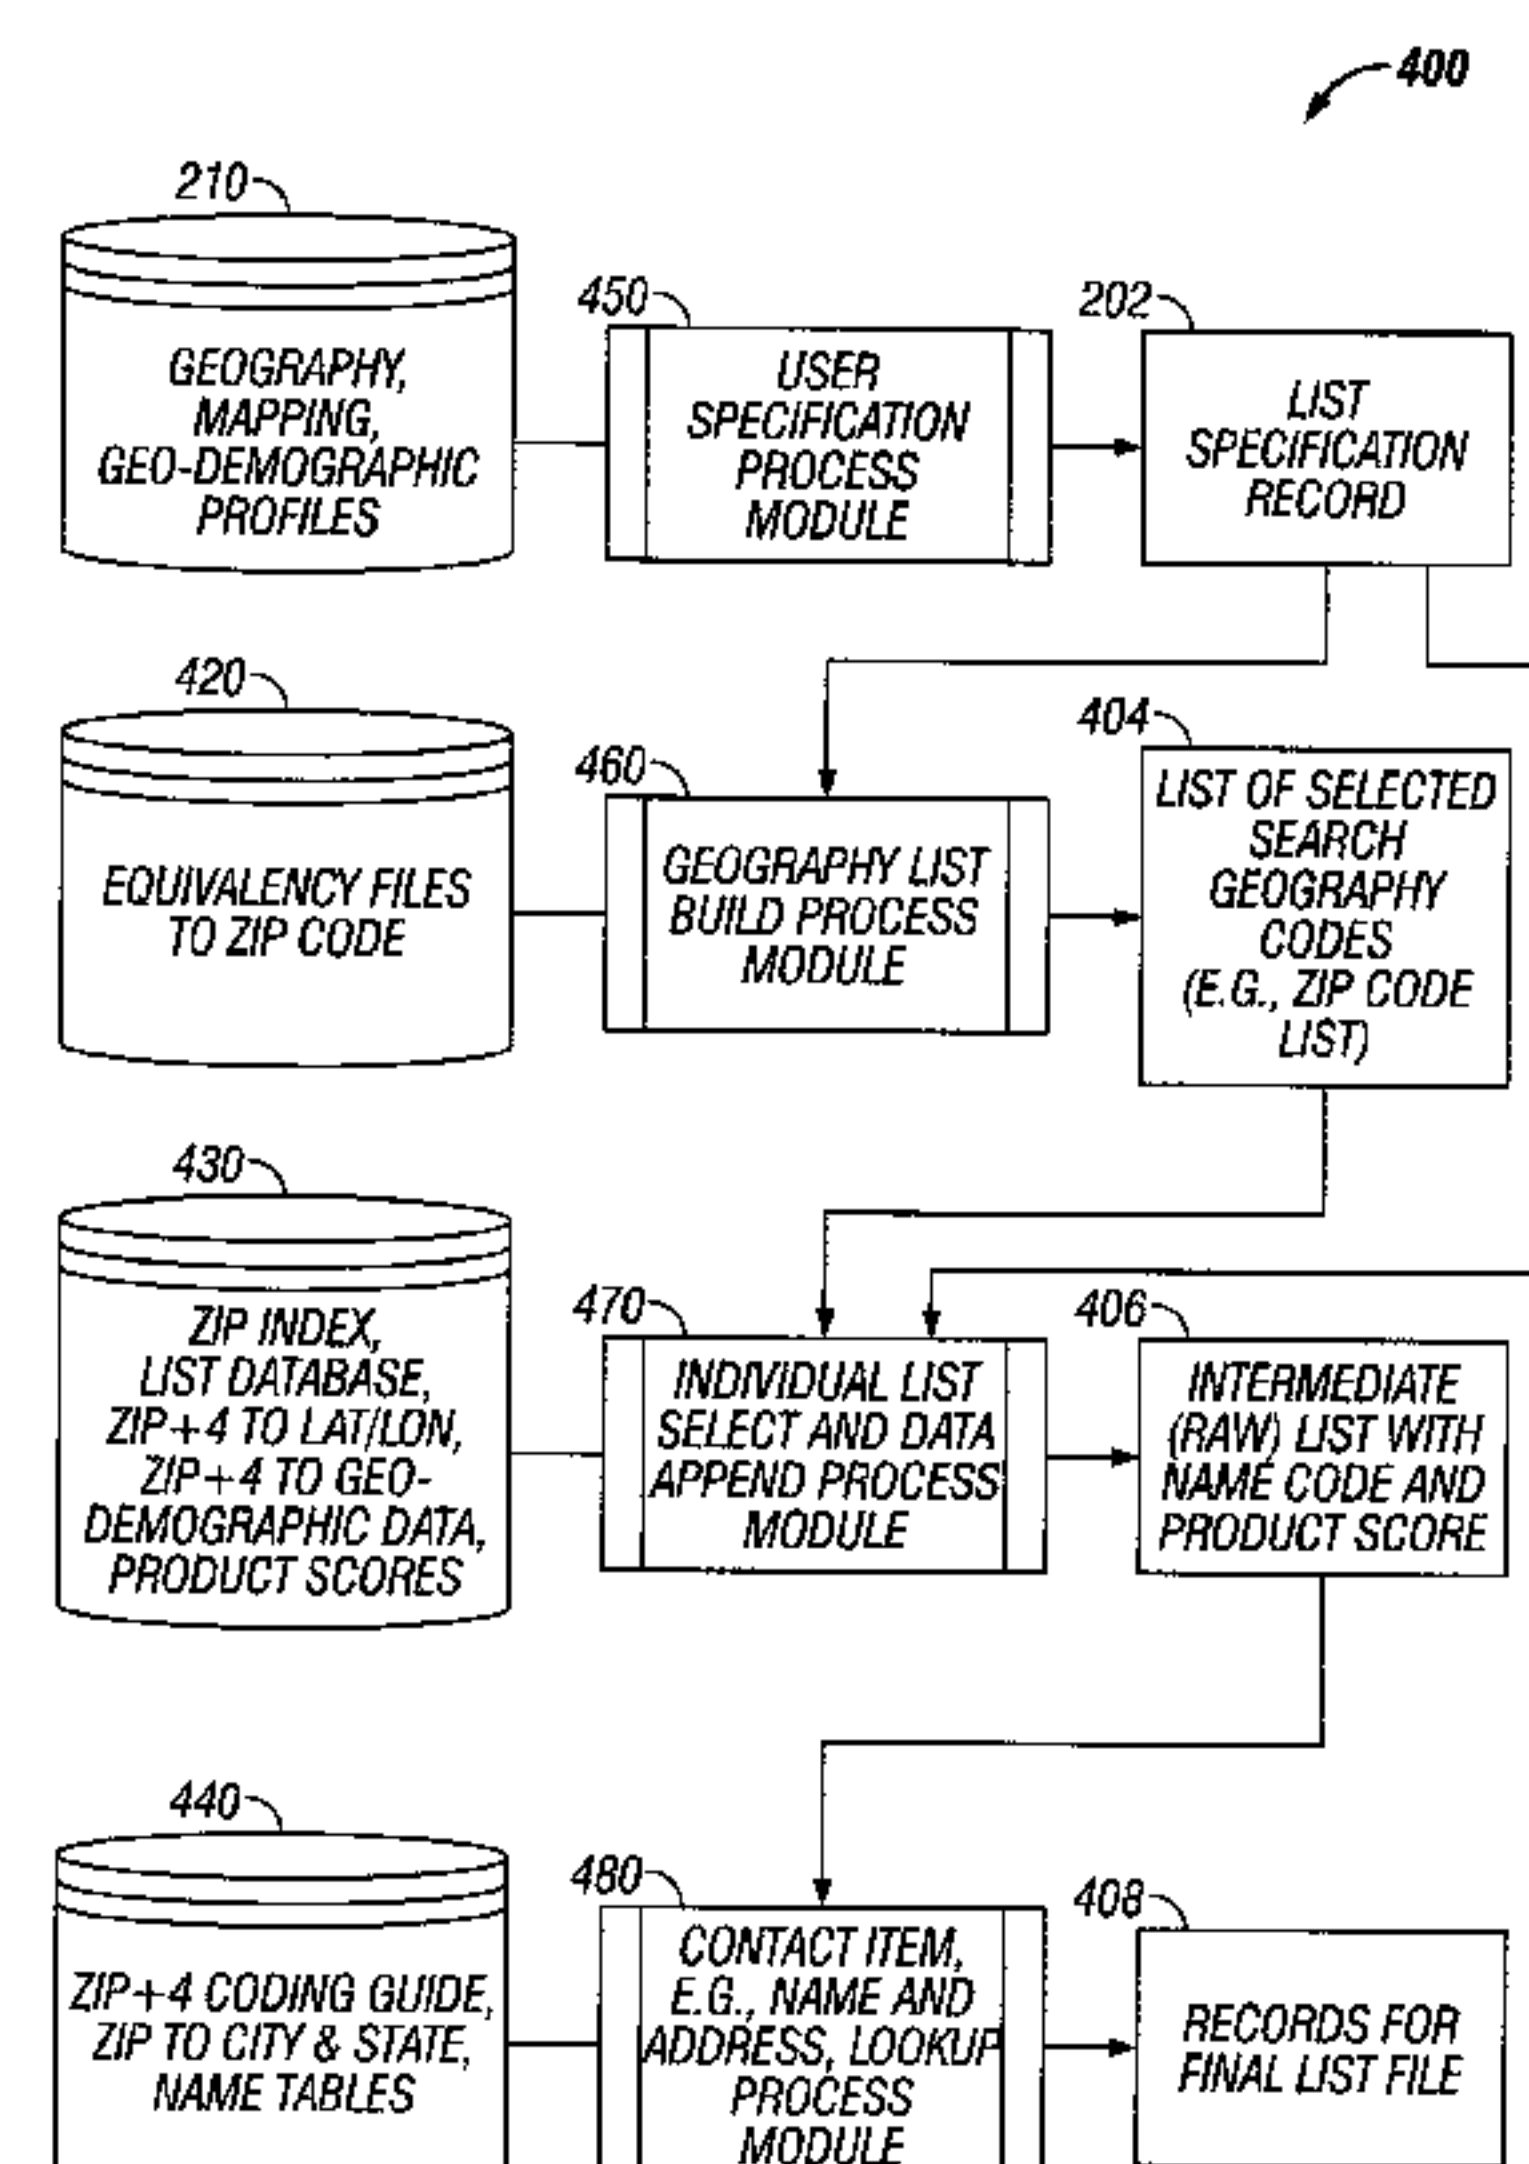 400
210
GEOGRAPHY,
MAPPING,
GEO-DEMOGRAPHIC
PROFILES
450
USER
SPECIFICATION
PROCESS
MODULE
202
LIST
SPECIFICATION
RECORD
420
EQUIVALENCY FILES
TO ZIP CODE
460
GEOGRAPHY LIST
BUILD PROCESS
MODULE
404
LIST OF SELECTED
SEARCH
GEOGRAPHY
CODES
(E.G., ZIP CODE
LIST)
430
ZIP INDEX,
LIST DATABASE,
ZIP+4 TO LAT/LON,
ZIP+4 TO GEO-
DEMOGRAPHIC DATA,
PRODUCT SCORES
470
INDIVIDUAL LIST
SELECT AND DATA
APPEND PROCESS
MODULE
406
INTERMEDIATE
(RAW) LIST WITH
NAME CODE AND
PRODUCT SCORE
440
ZIP+4 CODING GUIDE,
ZIP TO CITY & STATE,
NAME TABLES
480
CONTACT ITEM,
E.G., NAME AND
ADDRESS, LOOKUP
PROCESS
MODULE
408
RECORDS FOR
FINAL LIST FILE